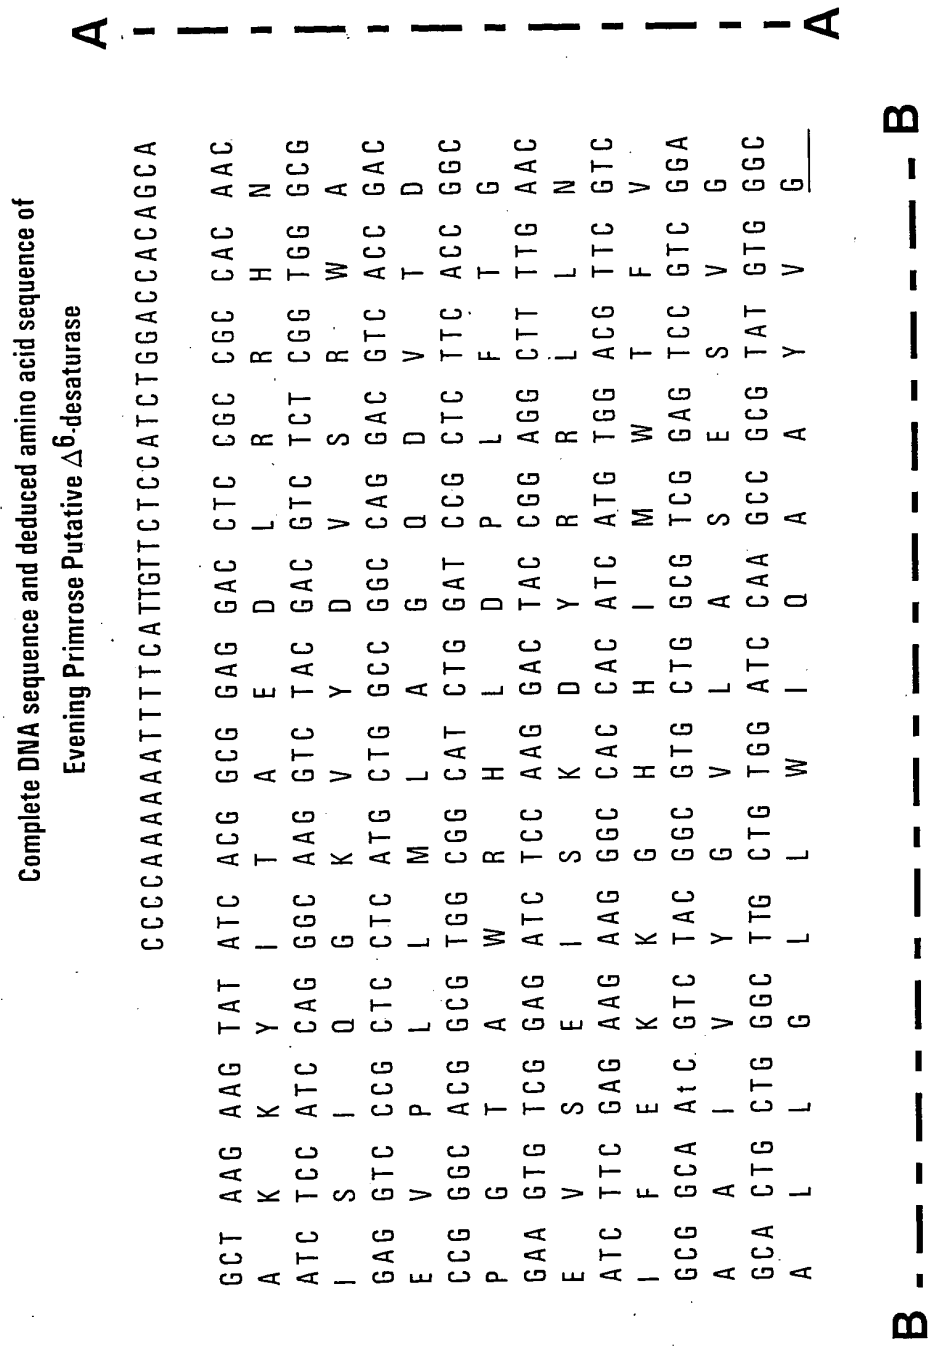 Complete DNA sequence and deduced amino acid sequence of
Evening Primrose Putative Δ6-desaturase
CCCCAAAAAATTTTCATTGTTCTCCATCTGGACCACAGCA
GCT AAG AAG TAT ATC ACG GCG GAG GAC CTC CGC CGC CAC AAC
A K K Y I T A E D L R R H N
ATC TCC ATC CAG GGC AAG GTC TAC GAC GTC TCT CGG TGG GCG
I S I Q G K V Y D V S R W A
GAG GTC CCG CTC CTC ATG CTG GCC GGC CAG GAC GTC ACC GAC
E V P L L M L A G Q D V T D
CCG GGC ACG GCG TGG CGG CAT CTG GAT CCG CTC TTC ACC GGC
P G T A W R H L D P L F T G
GAA GTG TCG GAG ATC TCC AAG GAC TAC CGG AGG CTT TTG AAC
E V S E I S K D Y R R L L N
ATC TTC GAG AAG AAG GGC CAC CAC ATC ATG TGG ACG TTC GTC
I F E K K G H H I M W T F V
GCG GCA AtC GTC TAC GGC GTG CTG GCG TCG GAG TCC GTC GGA
A A I V Y G V L A S E S V G
GCA CTG CTG GGC TTG CTG TGG ATC CAA GCC GCG TAT GTG GGC
A L L G L L W I Q A A Y V G
A A
B B